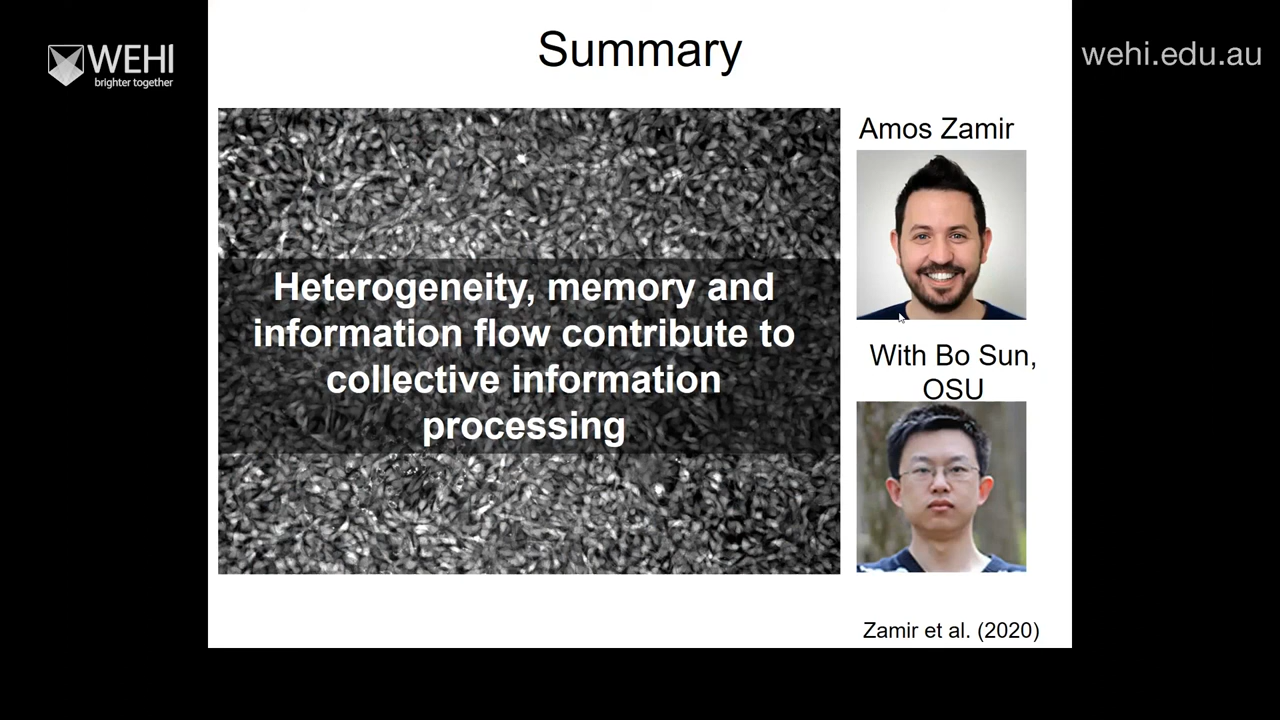 WEHI
brighter together
wehi.edu.au
Summary
Heterogeneity, memory and
information flow contribute to
collective information
processing
Amos Zamir
With Bo Sun,
OSU
Zamir et al. (2020)